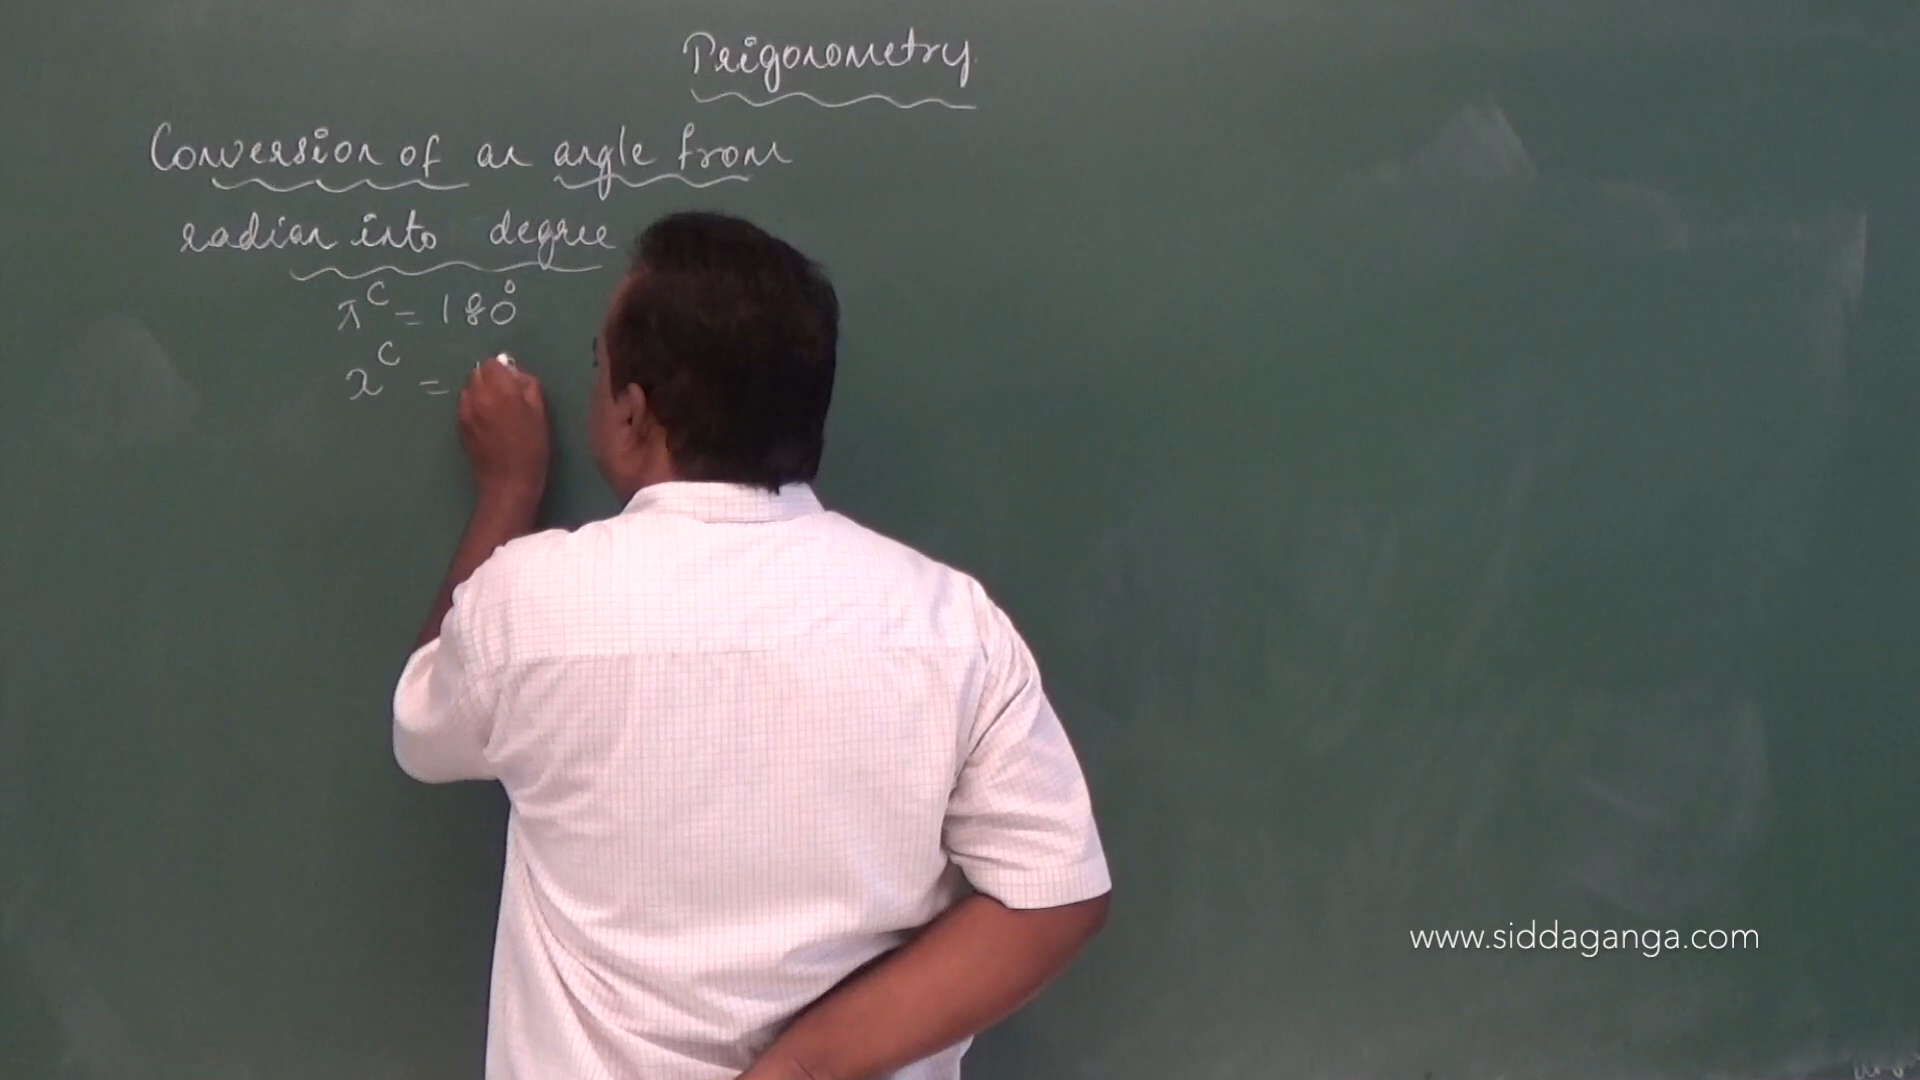 Trigonometry
Conversion of an angle from
radian into degree
π^C = 180°
x^C =
www.siddaganga.com